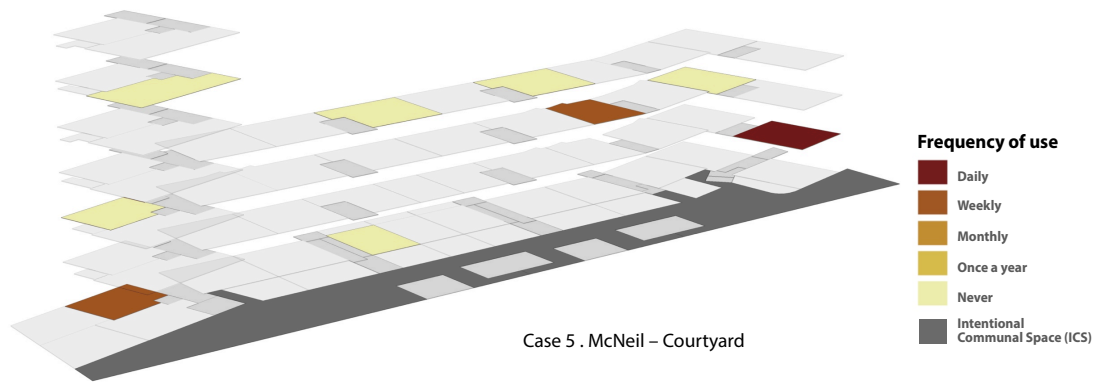 Frequency of use
Daily
Weekly
Monthly
Once a year
Never
Intentional
Communal Space (ICS)
Case 5 . McNeil – Courtyard